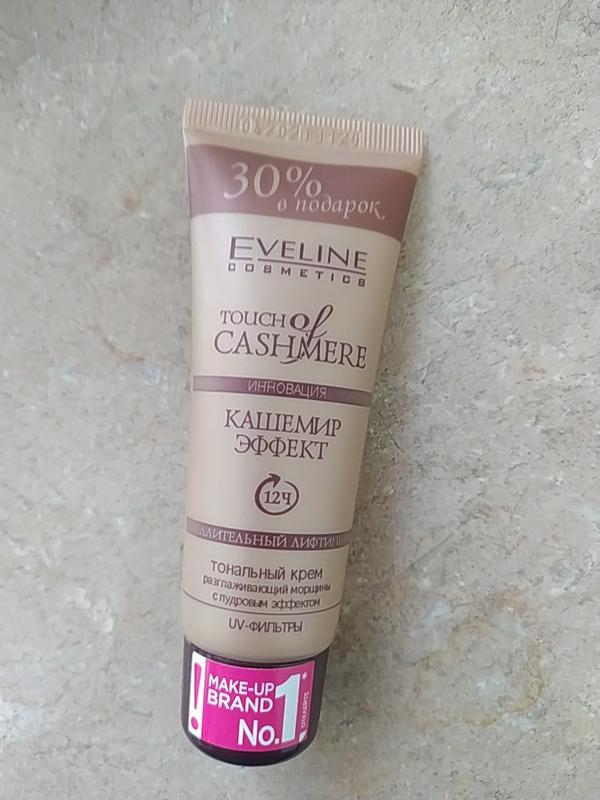 30%
в подарок
EVELINE
COSMETICS
TOUCH of
CASHMERE
ИННОВАЦИЯ
КАШЕМИР
ЭФФЕКТ
12Ч
ДЛИТЕЛЬНЫЙ ЛИФТИНГ
тональный крем
разглаживающий морщины
с пудровым эффектом
UV-ФИЛЬТРЫ
! MAKE-UP
BRAND
No.1*
ОТКЛЕЙТЕ